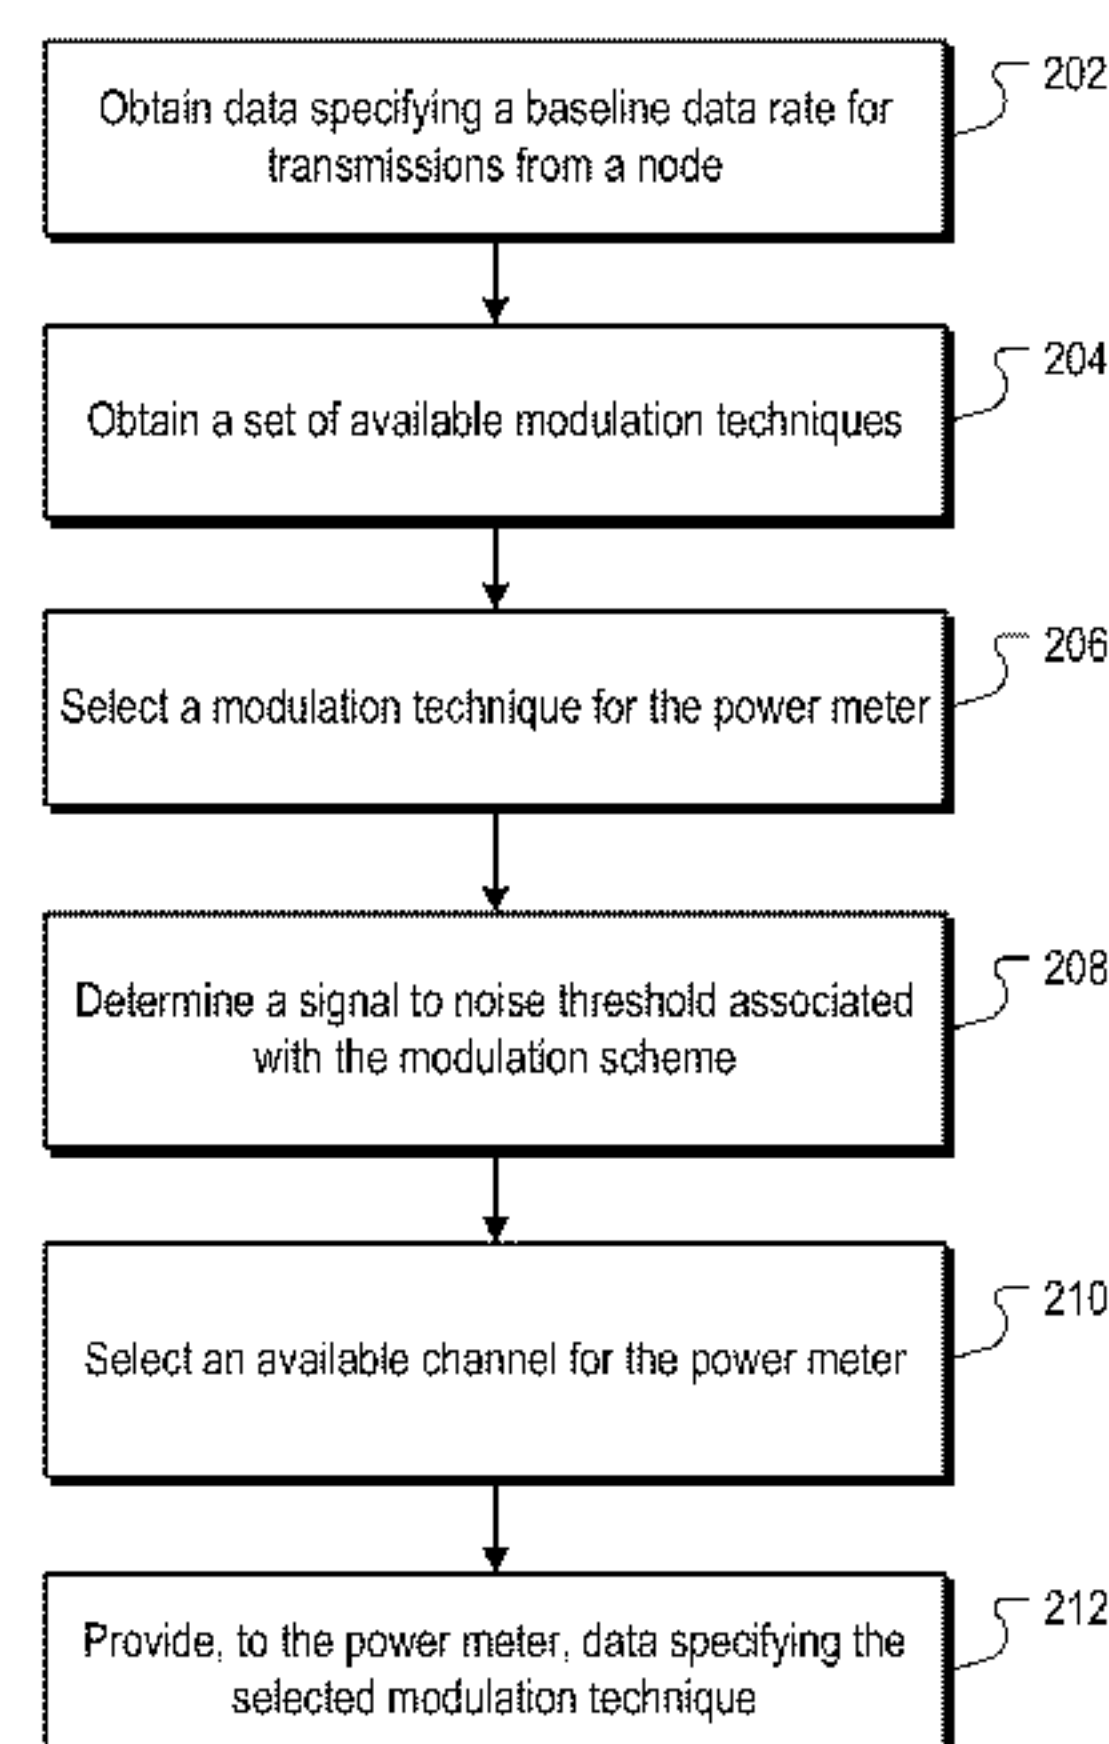 Obtain data specifying a baseline data rate for
transmissions from a node
202
Obtain a set of available modulation techniques
204
Select a modulation technique for the power meter
206
Determine a signal to noise threshold associated
with the modulation scheme
208
Select an available channel for the power meter
210
Provide, to the power meter, data specifying the
selected modulation technique
212